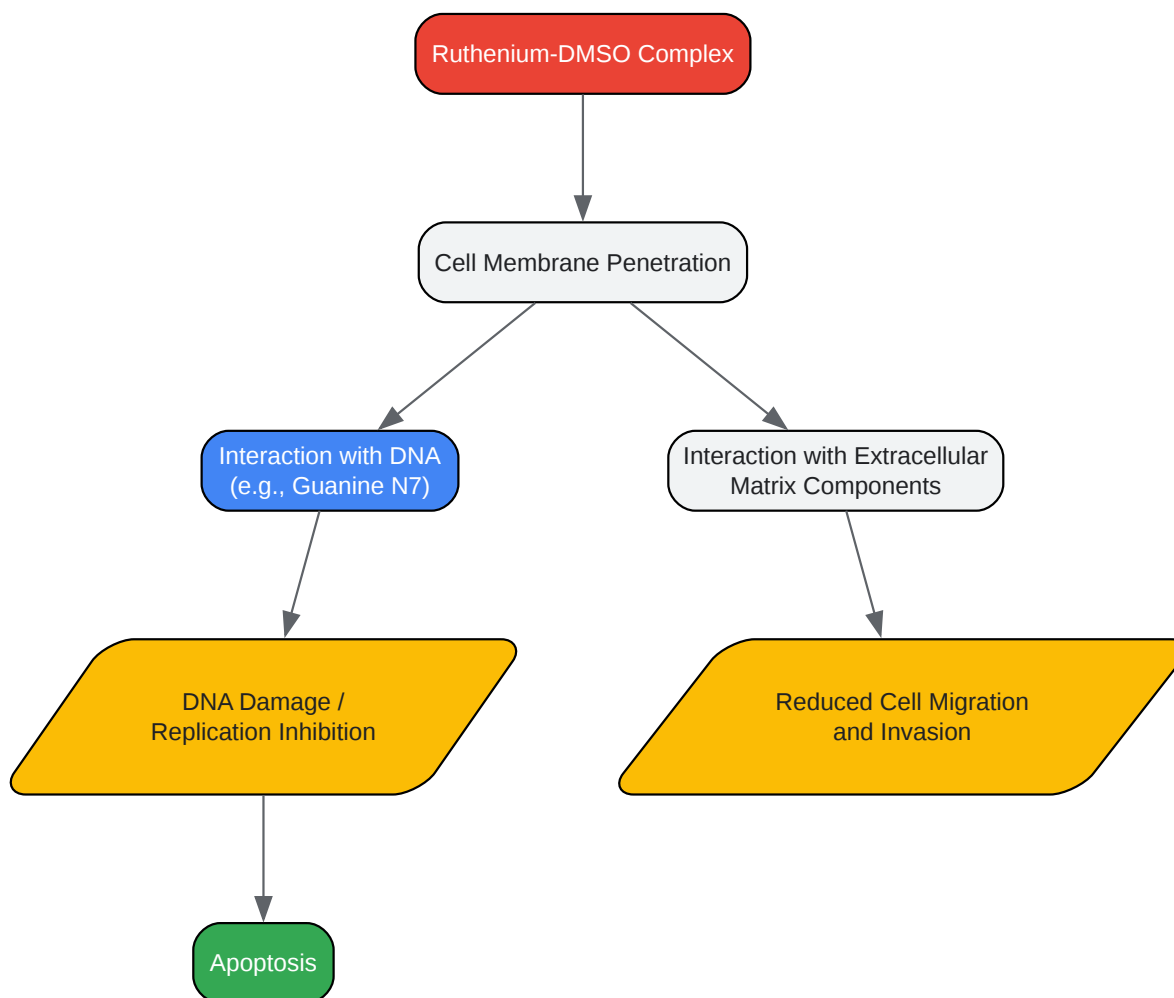 Ruthenium-DMSO Complex
Cell Membrane Penetration
Interaction with DNA
(e.g., Guanine N7)
Interaction with Extracellular
Matrix Components
DNA Damage /
Replication Inhibition
Reduced Cell Migration
and Invasion
Apoptosis